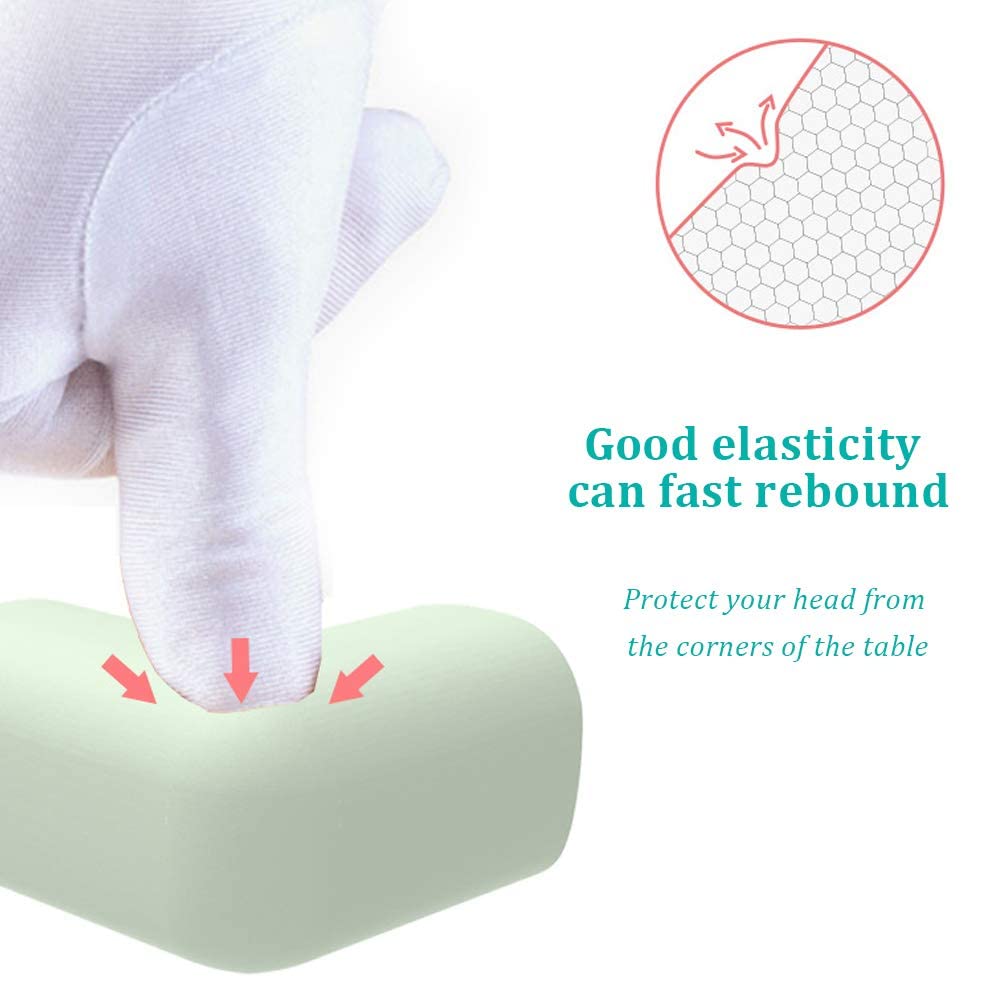 Good elasticity
can fast rebound
Protect your head from
the corners of the table